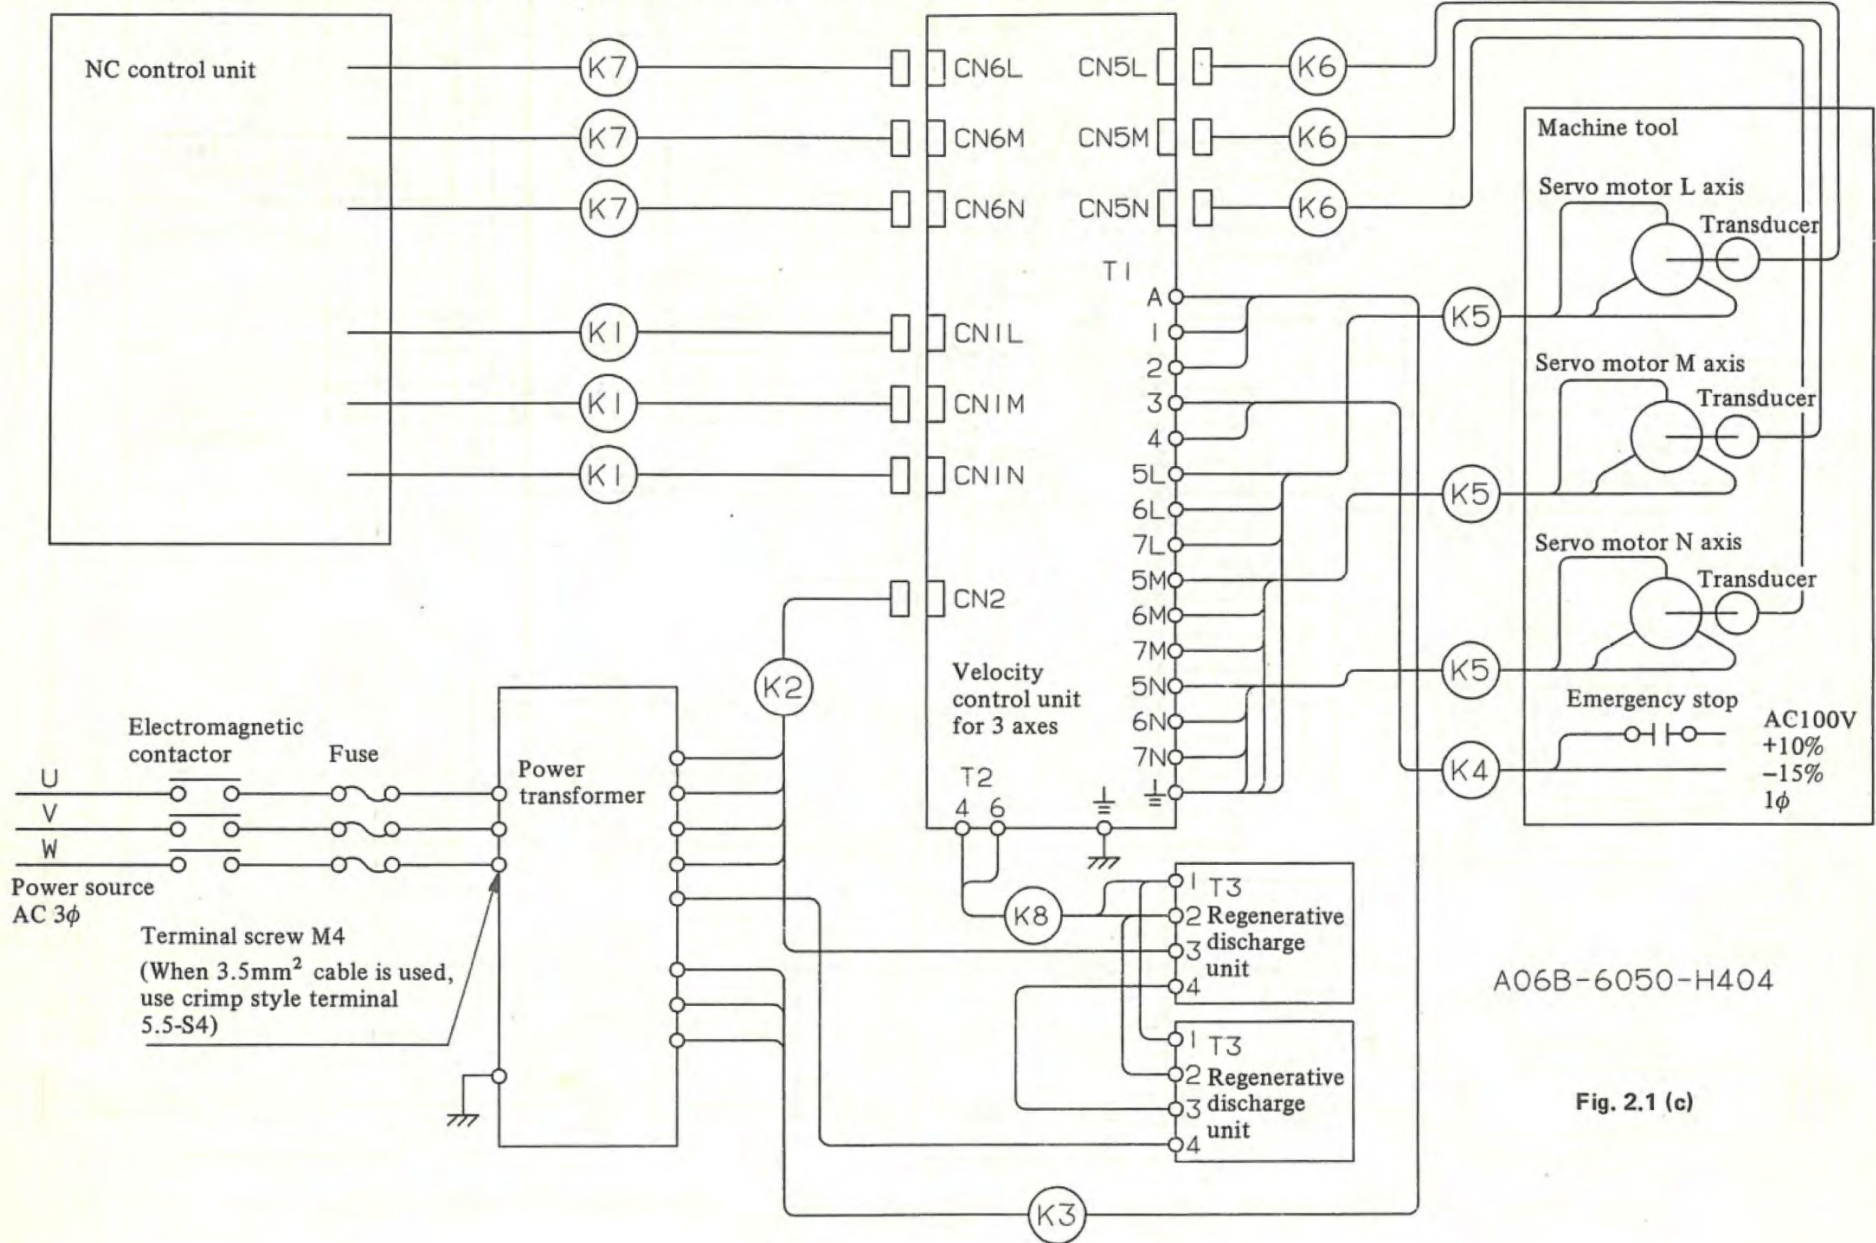 NC control unit
K7
K7
K7
K1
K1
K1
CN6L
CN6M
CN6N
CN1L
CN1M
CN1N
CN2
CN5L
CN5M
CN5N
K6
K6
K6
T1
A
1
2
3
4
5L
6L
7L
5M
6M
7M
5N
6N
7N
Velocity
control unit
for 3 axes
T2
4 6
K5
K5
K5
K4
Machine tool
Servo motor L axis
Transducer
Servo motor M axis
Transducer
Servo motor N axis
Transducer
Emergency stop
AC100V
+10%
−15%
1ϕ
K2
Electromagnetic
contactor
Fuse
U
V
W
Power source
AC 3ϕ
Power
transformer
Terminal screw M4
(When 3.5mm² cable is used,
use crimp style terminal
5.5-S4)
K8
1 T3
2 Regenerative
discharge
3
unit
4
1 T3
2 Regenerative
3 discharge
unit
4
K3
A06B-6050-H404
Fig. 2.1 (c)